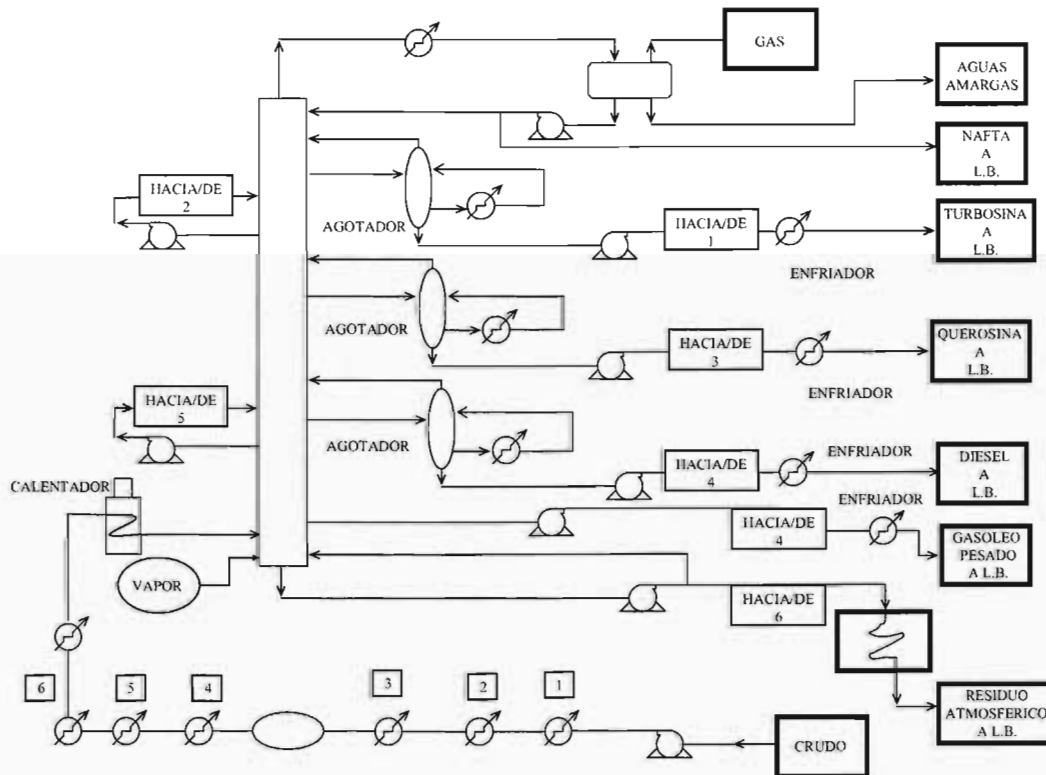 GAS
AGUAS
AMARGAS
NAFTA
A
L.B.
HACIA/DE
2
AGOTADOR
HACIA/DE
1
TURBOSINA
A
L.B.
ENFRIADOR
AGOTADOR
HACIA/DE
3
QUEROSINA
A
L.B.
ENFRIADOR
HACIA/DE
5
AGOTADOR
HACIA/DE
4
ENFRIADOR
DIESEL
A
L.B.
CALENTADOR
HACIA/DE
4
ENFRIADOR
GASOLEO
PESADO
A L.B.
VAPOR
HACIA/DE
6
6
5
4
3
2
1
CRUDO
RESIDUO
ATMOSFERICO
A L.B.